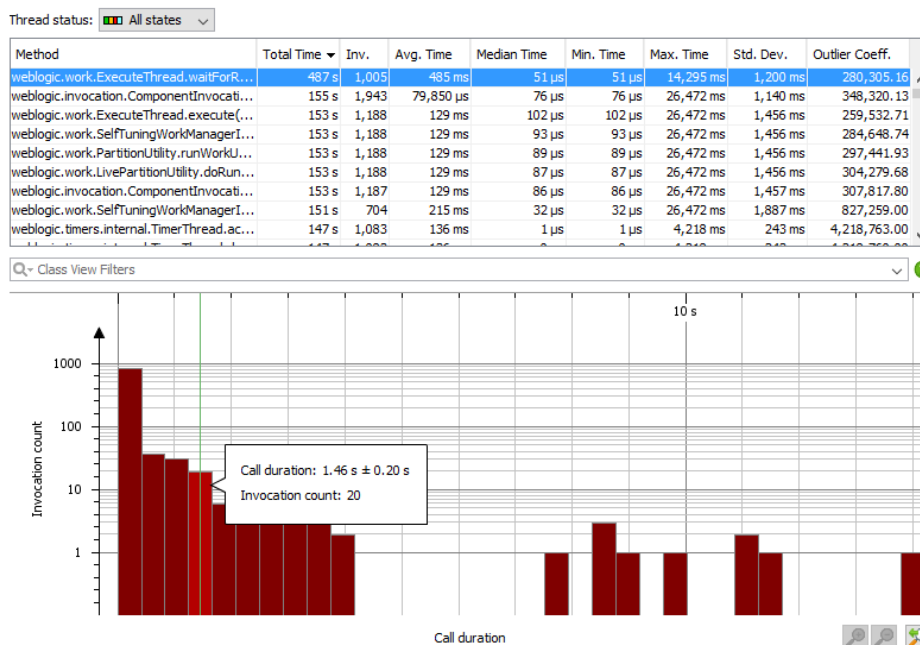 Thread status: All states
Method Total Time Inv. Avg. Time Median Time Min. Time Max. Time Std. Dev. Outlier Coeff.
weblogic.work.ExecuteThread.waitForR... 487 s 1,005 485 ms 51 µs 51 µs 14,295 ms 1,200 ms 280,305.16
weblogic.invocation.ComponentInvocati... 155 s 1,943 79,850 µs 76 µs 76 µs 26,472 ms 1,140 ms 348,320.13
weblogic.work.ExecuteThread.execute(... 153 s 1,188 129 ms 102 µs 102 µs 26,472 ms 1,456 ms 259,532.71
weblogic.work.SelfTuningWorkManagerI... 153 s 1,188 129 ms 93 µs 93 µs 26,472 ms 1,456 ms 284,648.74
weblogic.work.PartitionUtility.runWorkU... 153 s 1,188 129 ms 89 µs 89 µs 26,472 ms 1,456 ms 297,441.93
weblogic.work.LivePartitionUtility.doRun... 153 s 1,188 129 ms 87 µs 87 µs 26,472 ms 1,456 ms 304,279.68
weblogic.invocation.ComponentInvocati... 153 s 1,187 129 ms 86 µs 86 µs 26,472 ms 1,457 ms 307,817.80
weblogic.work.SelfTuningWorkManagerI... 151 s 704 215 ms 32 µs 32 µs 26,472 ms 1,887 ms 827,259.00
weblogic.timers.internal.TimerThread.ac... 147 s 1,083 136 ms 1 µs 1 µs 4,218 ms 243 ms 4,218,763.00
Class View Filters
10 s
1000
100
10
1
Invocation count
Call duration: 1.46 s ± 0.20 s
Invocation count: 20
Call duration